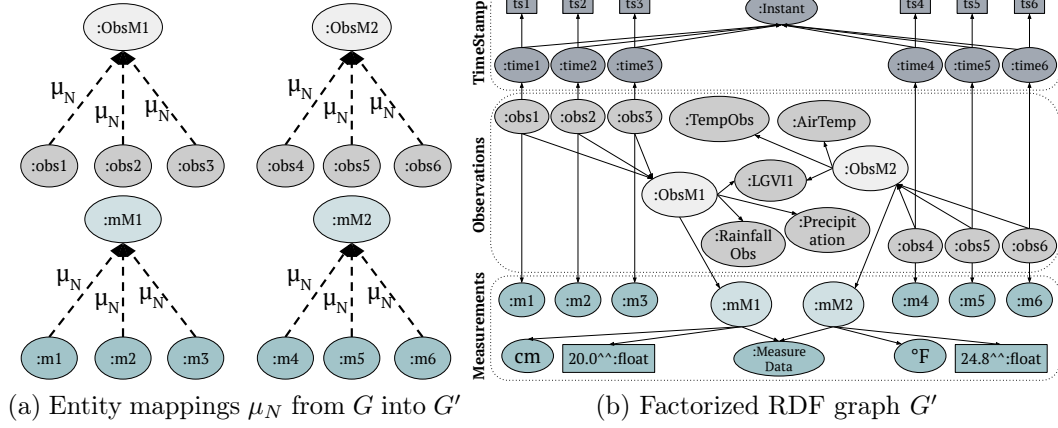 :ObsM1 :ObsM2
μN μN μN μN μN μN
:obs1 :obs2 :obs3 :obs4 :obs5 :obs6
:mM1 :mM2
μN μN μN μN μN μN
:m1 :m2 :m3 :m4 :m5 :m6
(a) Entity mappings μN from G into G′
TimeStamp
ts1 ts2 ts3 :Instant ts4 ts5 ts6
:time1 :time2 :time3 :time4 :time5 :time6
Observations
:obs1 :obs2 :obs3 :TempObs :AirTemp
:LGVI1 :ObsM2
:ObsM1
:Rainfall
Obs
:Precipit
ation
:obs4 :obs5 :obs6
Measurements
:m1 :m2 :m3 :mM1 :mM2 :m4 :m5 :m6
cm 20.0^^:float :Measure
Data
°F 24.8^^:float
(b) Factorized RDF graph G′